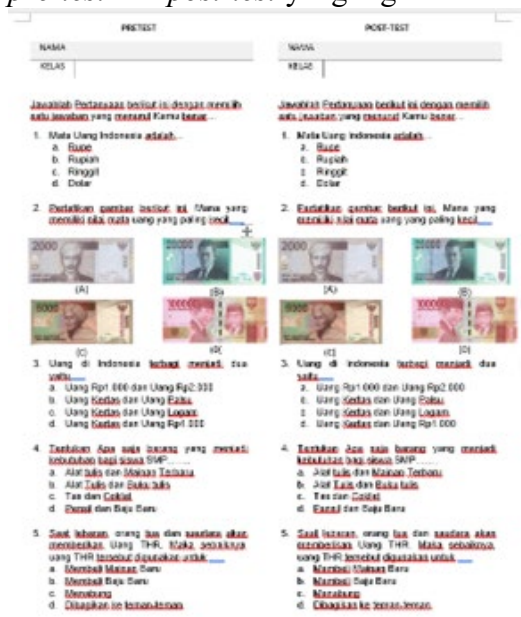 PRETEST
NAMA
KELAS
Jawablah Pertanyaan berikut ini dengan memilih
satu jawaban yang menurut Kamu benar...
1. Mata Uang Indonesia adalah...
a. Rupe
b. Rupiah
c. Ringgit
d. Dolar
2. Perhatikan gambar berikut ini, Mana yang
memiliki nilai mata uang yang paling kecil
2000
20000
(A)
(B)
5000
100000
(C)
(D)
3. Uang di Indonesia terbagi menjadi dua
yaitu
a. Uang Rp1.000 dan Uang Rp2.000
b. Uang Kertas dan Uang Palsu
c. Uang Kertas dan Uang Logam
d. Uang Kertas dan Uang Rp1.000
4. Tentukan Apa saja barang yang menjadi
kebutuhan bagi siswa SMP......
a. Alat tulis dan Mainan Terbaru
b. Alat Tulis dan Buku tulis
c. Tas dan Coklat
d. Pensil dan Baju Baru
5. Saat lebaran, orang tua dan saudara akan
memberikan Uang THR. Maka sebaiknya
uang THR tersebut digunakan untuk
a. Membeli Mainan Baru
b. Membeli Baju Baru
c. Menabung
d. Dibagikan ke teman-teman
POST-TEST
NAMA
KELAS
Jawablah Pertanyaan berikut ini dengan memilih
satu jawaban yang menurut Kamu benar...
1. Mata Uang Indonesia adalah...
a. Rupe
b. Rupiah
c. Ringgit
d. Dolar
2. Perhatikan gambar berikut ini, Mana yang
memiliki nilai mata uang yang paling kecil
2000
20000
(A)
(B)
5000
100000
(C)
(D)
3. Uang di Indonesia terbagi menjadi dua
yaitu
a. Uang Rp1.000 dan Uang Rp2.000
b. Uang Kertas dan Uang Palsu
c. Uang Kertas dan Uang Logam
d. Uang Kertas dan Uang Rp1.000
4. Tentukan Apa saja barang yang menjadi
kebutuhan bagi siswa SMP......
a. Alat tulis dan Mainan Terbaru
b. Alat Tulis dan Buku tulis
c. Tas dan Coklat
d. Pensil dan Baju Baru
5. Saat lebaran, orang tua dan saudara akan
memberikan Uang THR. Maka sebaiknya
uang THR tersebut digunakan untuk
a. Membeli Mainan Baru
b. Membeli Baju Baru
c. Menabung
d. Dibagikan ke teman-teman